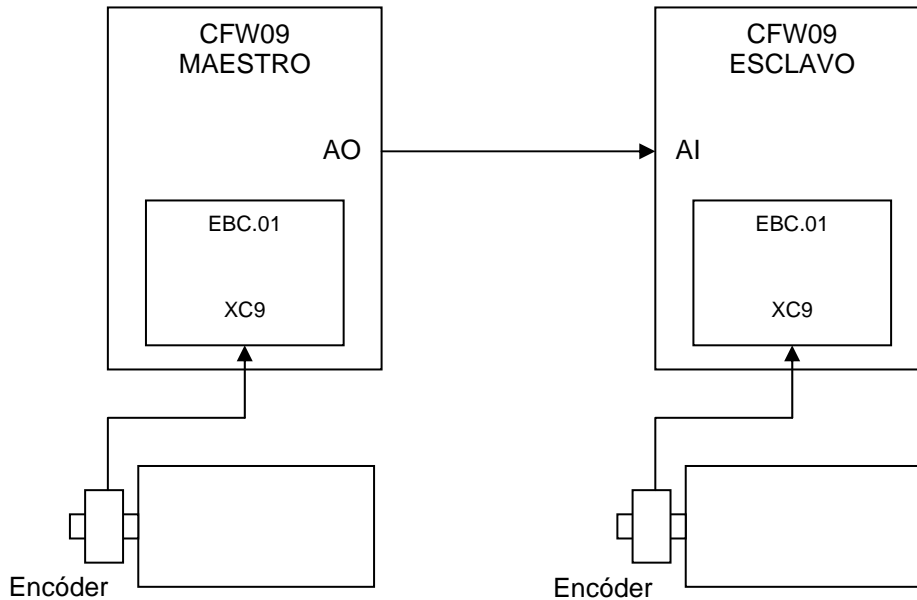 CFW09
MAESTRO
CFW09
ESCLAVO
AO
AI
EBC.01
EBC.01
XC9
XC9
Encóder
Encóder